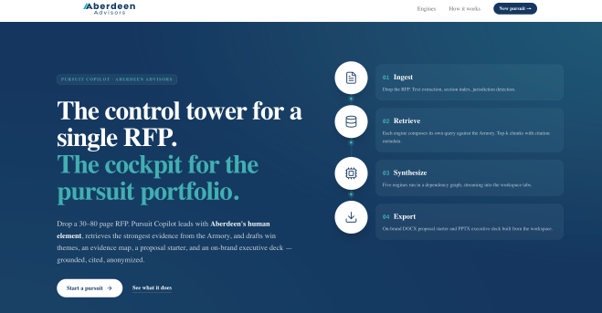 Aberdeen
Advisors
Engines
How it works
New pursuit →
PURSUIT COPILOT · ABERDEEN ADVISORS
The control tower for a
single RFP.
The cockpit for the
pursuit portfolio.
Drop a 30–80 page RFP. Pursuit Copilot leads with Aberdeen's human
element, retrieves the strongest evidence from the Armory, and drafts win
themes, an evidence map, a proposal starter, and an on-brand executive deck —
grounded, cited, anonymized.
Start a pursuit →
See what it does
01 Ingest
Drop the RFP. Text extraction, section index, jurisdiction detection.
02 Retrieve
Each engine composes its own query against the Armory. Top-k chunks with citation
metadata.
03 Synthesize
Five engines run in a dependency graph, streaming into the workspace tabs.
04 Export
On-brand DOCX proposal starter and PPTX executive deck built from the workspace.